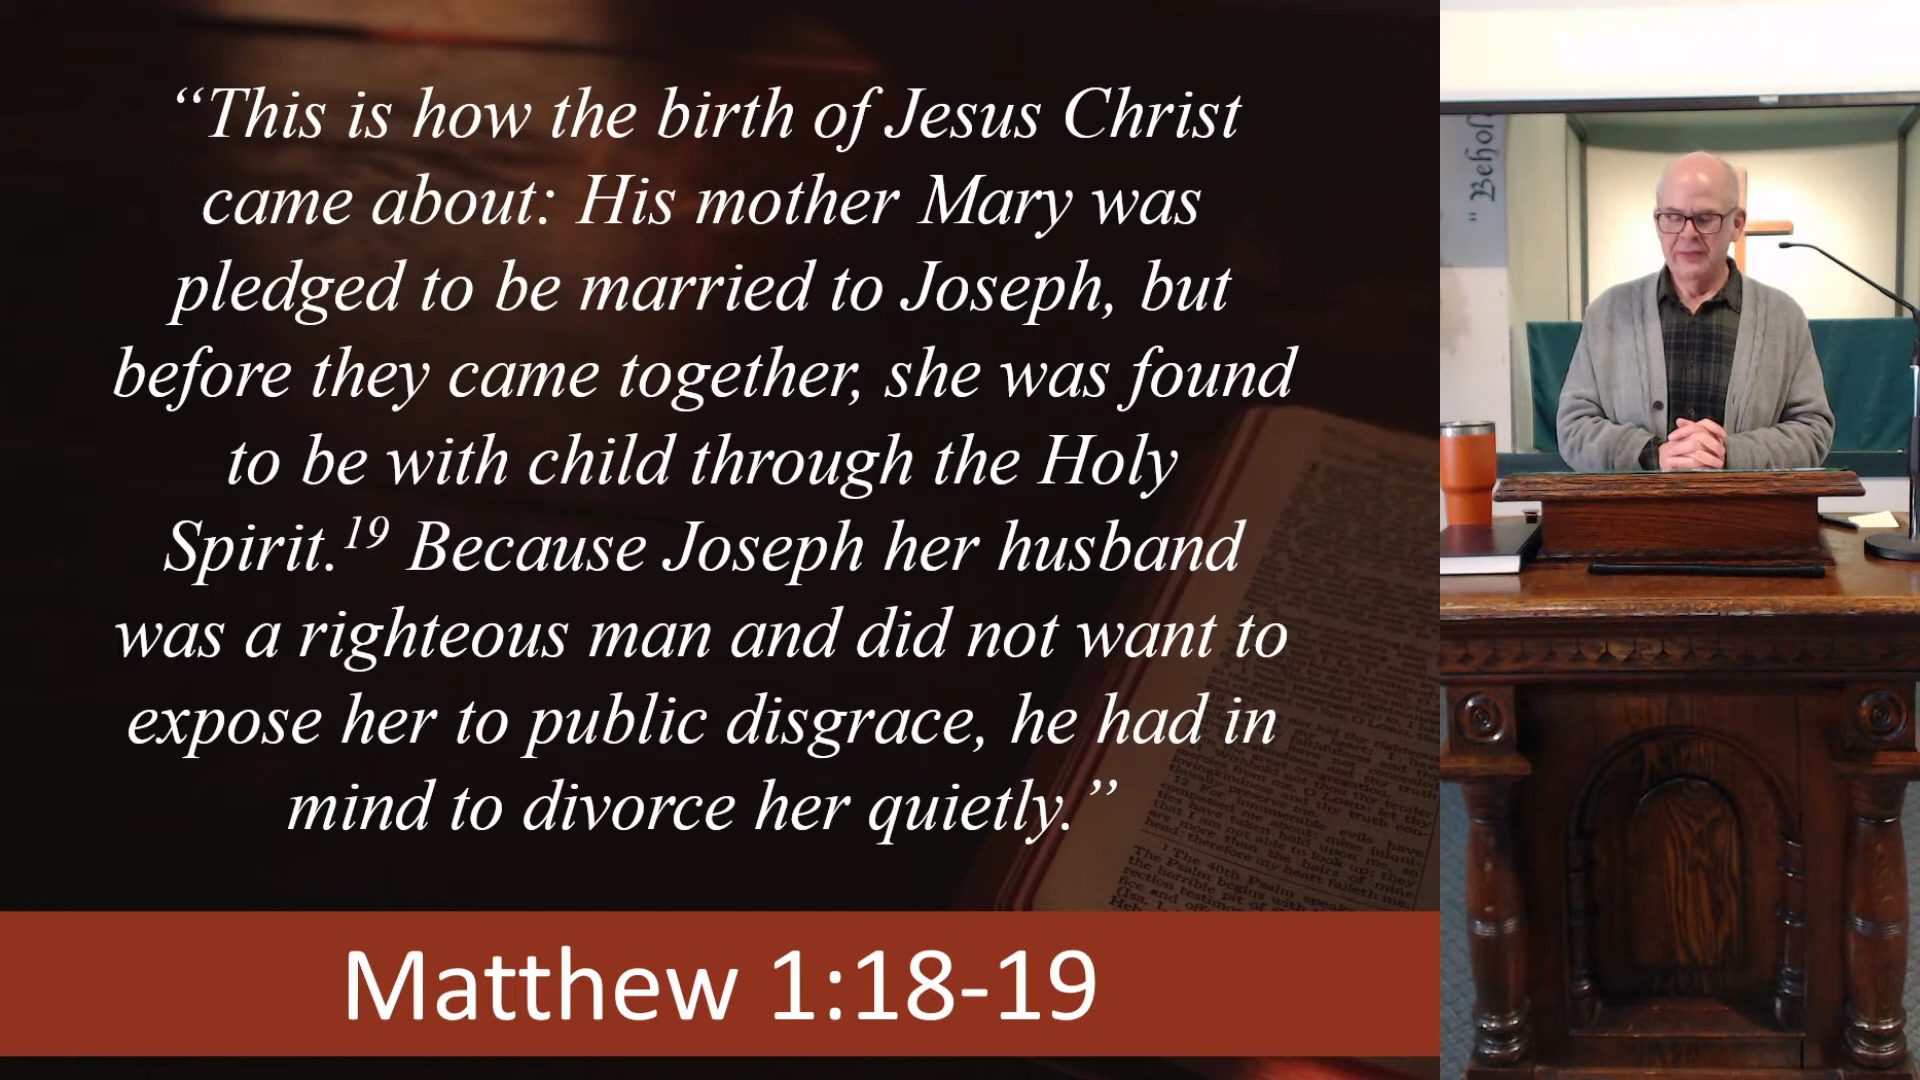 “This is how the birth of Jesus Christ
came about: His mother Mary was
pledged to be married to Joseph, but
before they came together, she was found
to be with child through the Holy
Spirit.¹⁹ Because Joseph her husband
was a righteous man and did not want to
expose her to public disgrace, he had in
mind to divorce her quietly.”
Matthew 1:18-19
"Behol